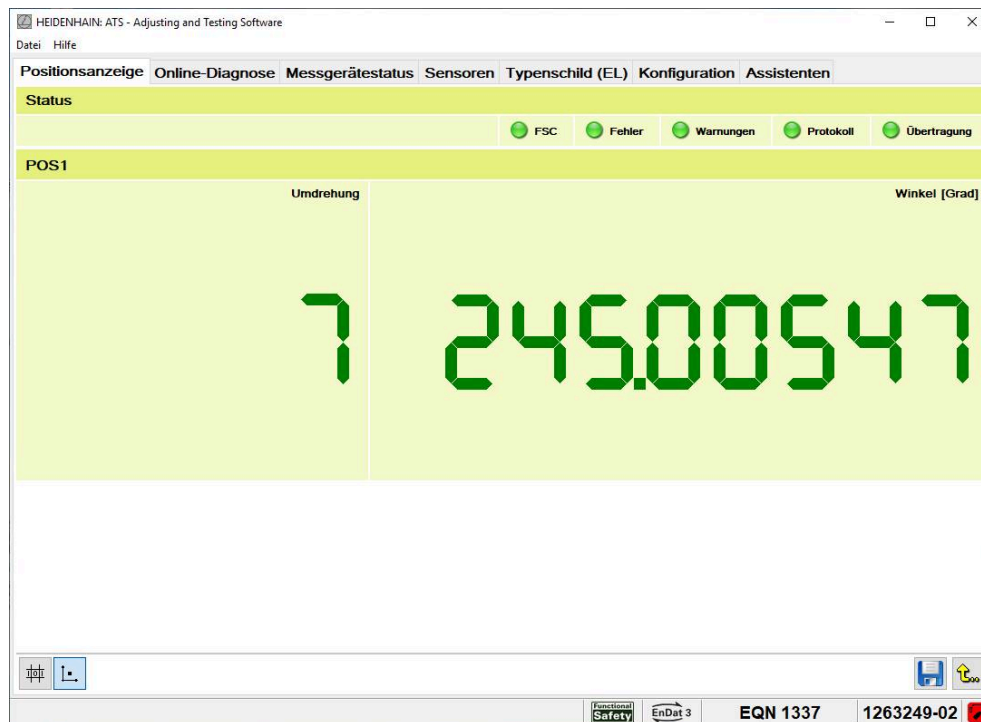 HEIDENHAIN: ATS - Adjusting and Testing Software
Datei Hilfe
Positionsanzeige Online-Diagnose Messgerätestatus Sensoren Typenschild (EL) Konfiguration Assistenten
Status
FSC Fehler Warnungen Protokoll Übertragung
POS1
Umdrehung Winkel [Grad]
7 245.00547
Functional
Safety EnDat 3 EQN 1337 1263249-02